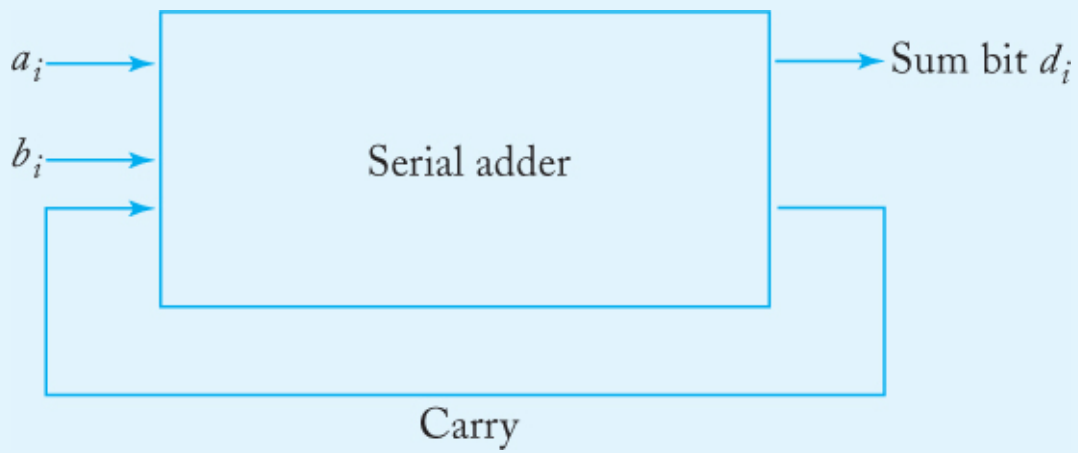 a_i
Sum bit d_i
b_i
Serial adder
Carry